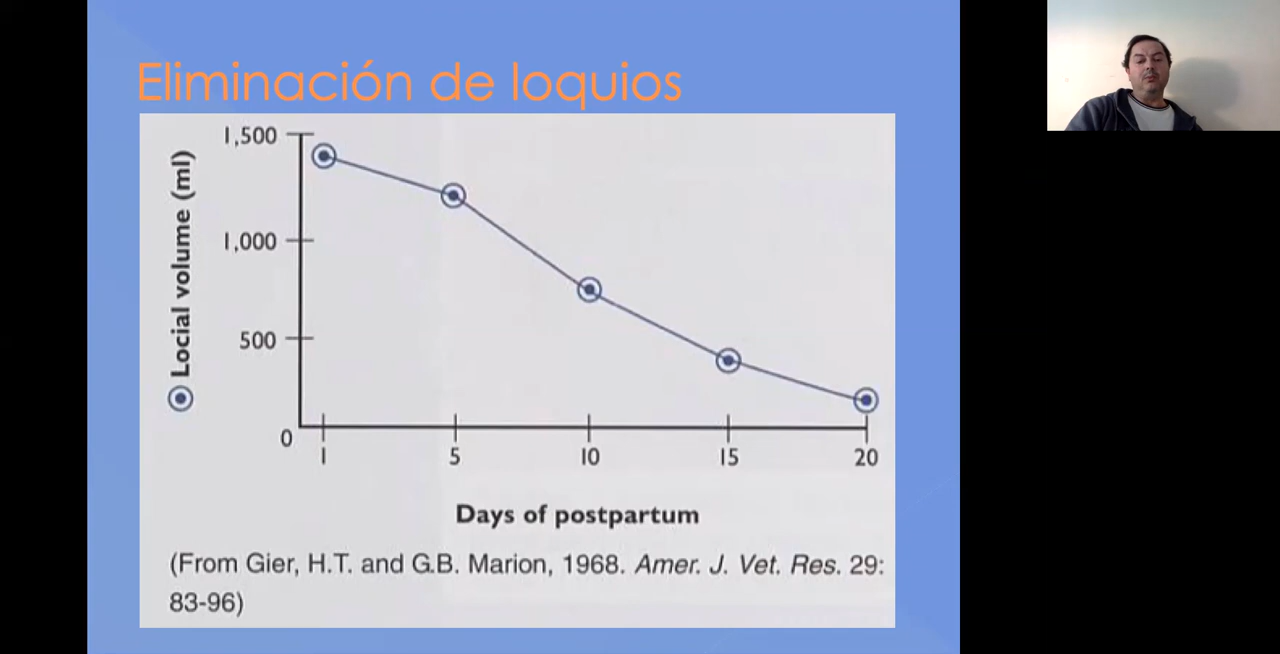 Eliminación de loquios
1,500
1,000
500
0
Locial volume (ml)
1 5 10 15 20
Days of postpartum
(From Gier, H.T. and G.B. Marion, 1968. Amer. J. Vet. Res. 29:
83-96)